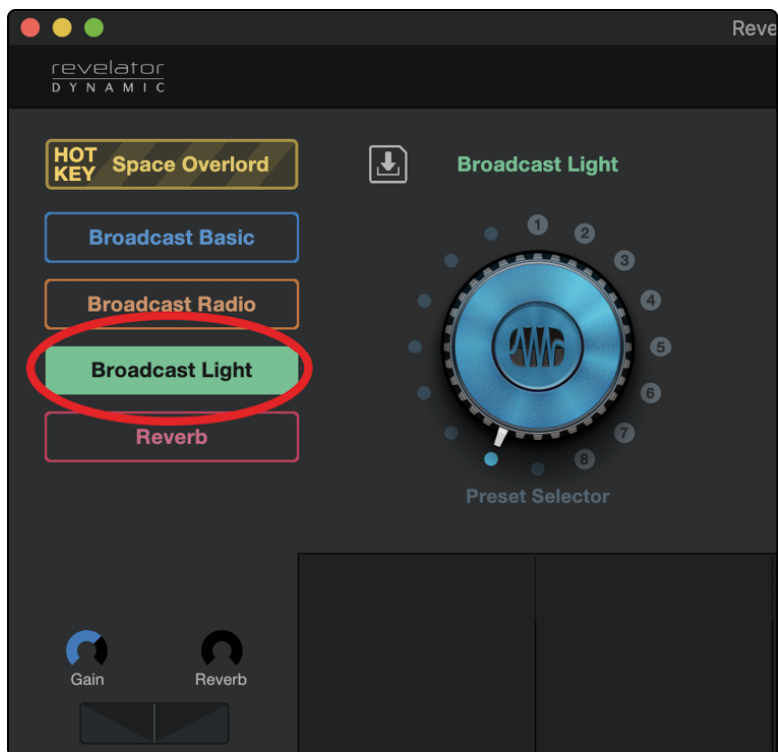 Reve
revelator
DYNAMIC
HOT
KEY
Space Overlord
Broadcast Light
Broadcast Basic
Broadcast Radio
Broadcast Light
Reverb
1
2
3
4
5
6
7
8
Preset Selector
Gain
Reverb